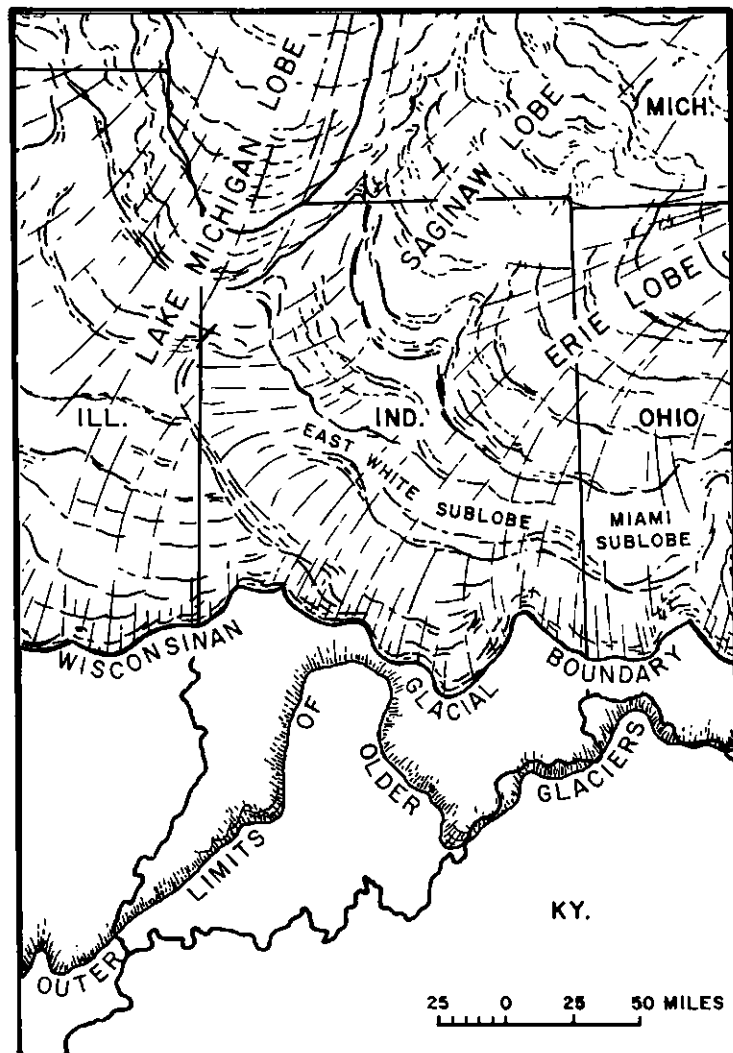 LAKE MICHIGAN LOBE
SAGINAW LOBE
MICH.
ERIE LOBE
ILL.
IND.
OHIO
EAST WHITE SUBLOBE
MIAMI
SUBLOBE
WISCONSINAN GLACIAL BOUNDARY
OUTER LIMITS OF OLDER GLACIERS
KY.
25 0 25 50 MILES